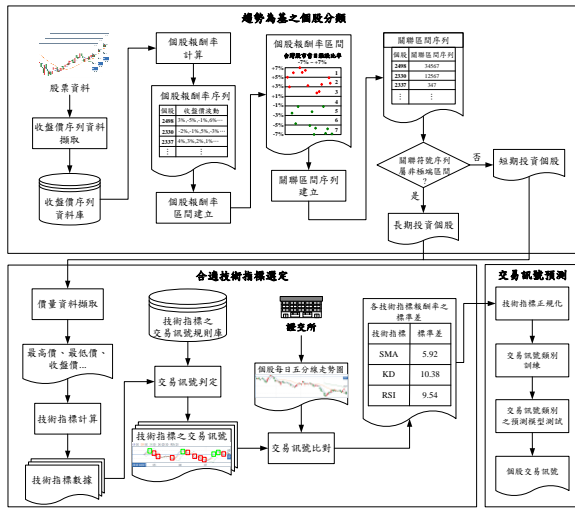 趨勢為基之個股分類
股票資料
收盤價序列資料
擷取
收盤價序列
資料庫
個股報酬率
計算
個股報酬率序列
個股 收盤價波動
2498 3%,-5%,-1%,6%…
2330 -2%,-1%,5%,-3%…
2337 4%,3%,2%,1%…
個股報酬率
區間建立
個股報酬率區間
台灣股市當日漲跌比率
-7% ~ +7%
+7%
+5%
+3%
+1%
-1%
-3%
-5%
-7%
1
2
3
4
5
6
7
關聯區間序列
建立
關聯區間序列
個股 關聯區間序列
2498 34567
2330 12567
2337 347
關聯符號序列
屬非極端區間
?
否
是
短期投資個股
長期投資個股
合適技術指標選定
價量資料擷取
最高價、最低價、
收盤價...
技術指標計算
技術指標數據
技術指標之
交易訊號規則庫
交易訊號判定
技術指標之交易訊號
證交所
個股每日五分線走勢圖
交易訊號比對
各技術指標報酬率之
標準差
技術指標 標準差
SMA 5.92
KD 10.38
RSI 9.54
交易訊號預測
技術指標正規化
交易訊號類別
訓練
交易訊號類別
之預測模型測試
個股交易訊號